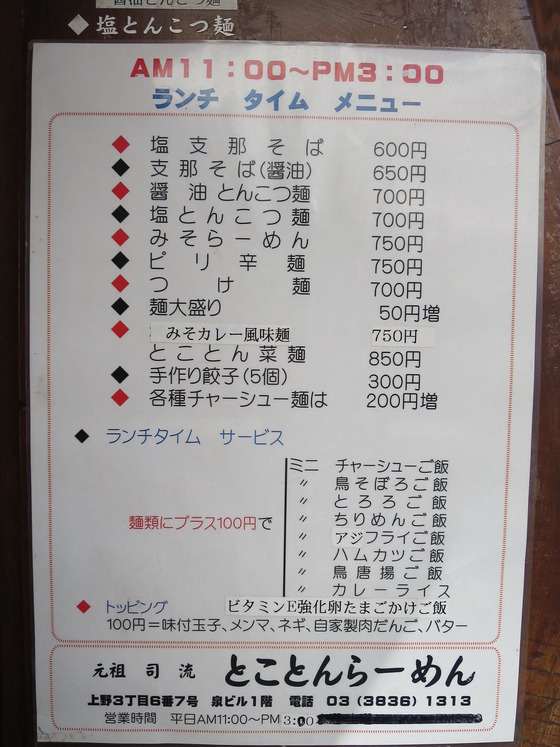 ◆塩とんこつ麺
AM11：00～PM3：00
ランチ タイム メニュー
◆ 塩支那そば 600円
◆ 支那そば(醤油) 650円
◆ 醤油とんこつ麺 700円
◆ 塩とんこつ麺 700円
◆ みそらーめん 750円
◆ ピリ辛麺 750円
◆ つけ麺 700円
◆ 麺大盛り 50円増
◆ みそカレー風味麺 750円
とことん菜麺 850円
◆ 手作り餃子(5個) 300円
◆ 各種チャーシュー麺は 200円増
◆ ランチタイム サービス
ミニ チャーシューご飯
〃 鳥そぼろご飯
〃 とろろご飯
麺類にプラス100円で 〃 ちりめんご飯
〃 アジフライご飯
〃 ハムカツご飯
〃 鳥唐揚ご飯
〃 カレーライス
◆ トッピング ビタミンE強化卵たまごかけご飯
100円＝味付玉子、メンマ、ネギ、自家製肉だんご、バター
元祖 司 流 とことんらーめん
上野3丁目6番7号 泉ビル1階 電話 03(3836)1313
営業時間 平日AM11:00～PM3:00